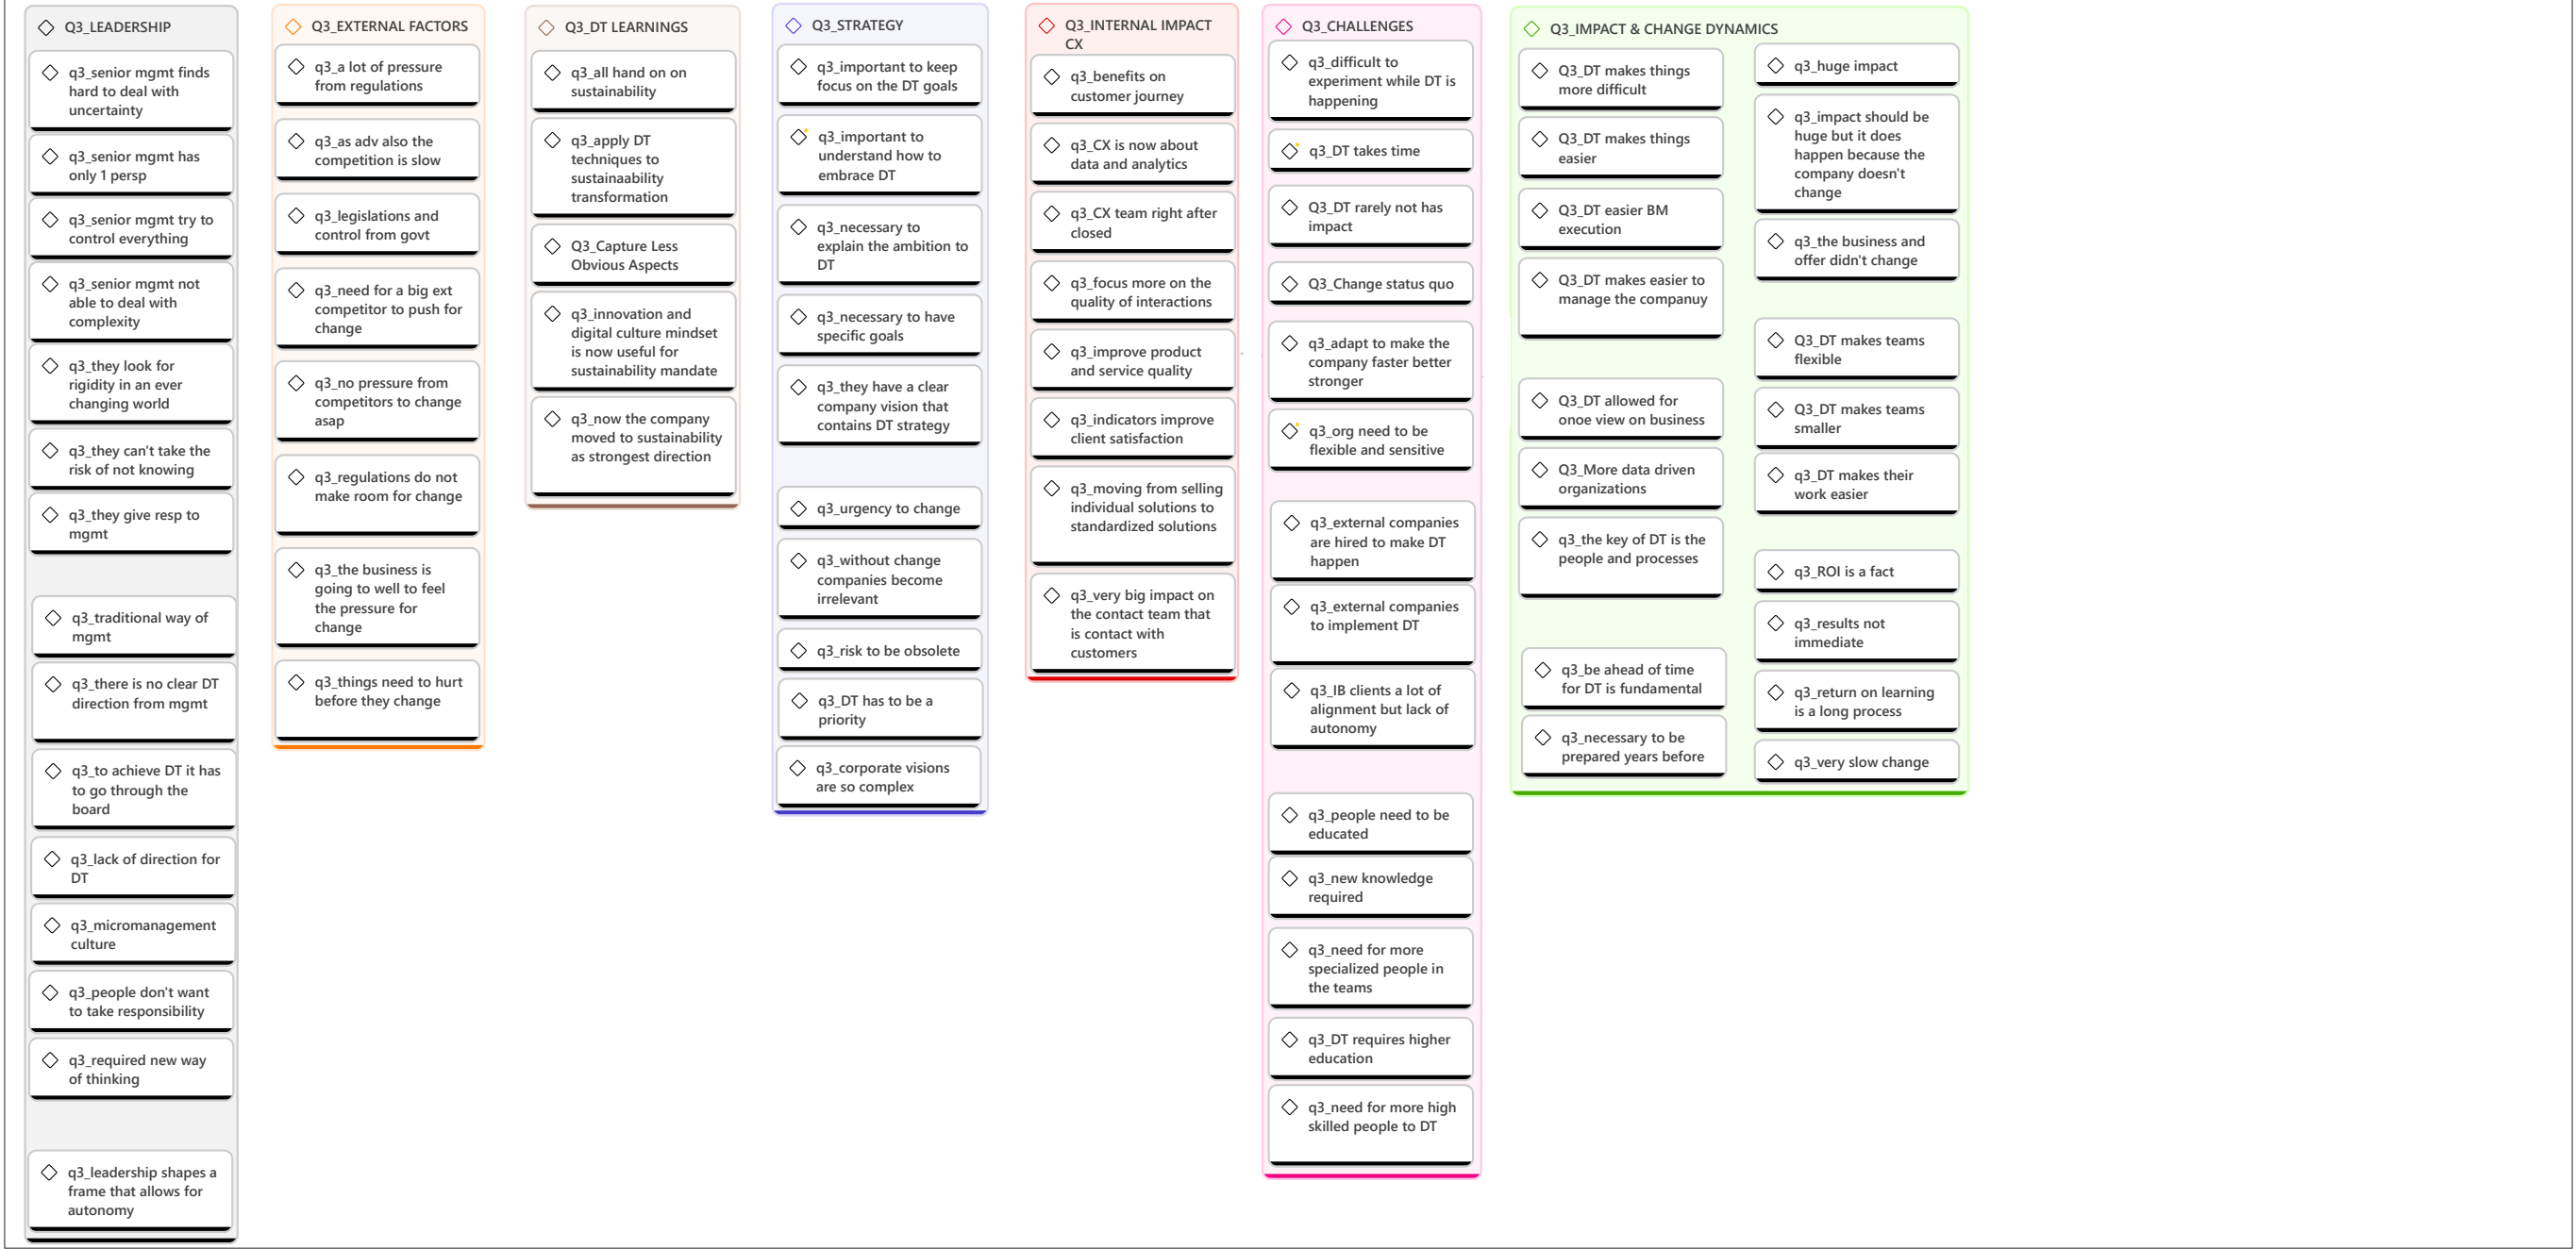 Q3_LEADERSHIP
q3_senior mgmt finds
hard to deal with
uncertainty
q3_senior mgmt has
only 1 persp
q3_senior mgmt try to
control everything
q3_senior mgmt not
able to deal with
complexity
q3_they look for
rigidity in an ever
changing world
q3_they can't take the
risk of not knowing
q3_they give resp to
mgmt
q3_traditional way of
mgmt
q3_there is no clear DT
direction from mgmt
q3_to achieve DT it has
to go through the
board
q3_lack of direction for
DT
q3_micromanagement
culture
q3_people don't want
to take responsibility
q3_required new way
of thinking
q3_leadership shapes a
frame that allows for
autonomy
Q3_EXTERNAL FACTORS
q3_a lot of pressure
from regulations
q3_as adv also the
competition is slow
q3_legislations and
control from govt
q3_need for a big ext
competitor to push for
change
q3_no pressure from
competitors to change
asap
q3_regulations do not
make room for change
q3_the business is
going to well to feel
the pressure for
change
q3_things need to hurt
before they change
Q3_DT LEARNINGS
q3_all hand on on
sustainability
q3_apply DT
techniques to
sustainaability
transformation
Q3_Capture Less
Obvious Aspects
q3_innovation and
digital culture mindset
is now useful for
sustainability mandate
q3_now the company
moved to sustainability
as strongest direction
Q3_STRATEGY
q3_important to keep
focus on the DT goals
q3_important to
understand how to
embrace DT
q3_necessary to
explain the ambition to
DT
q3_necessary to have
specific goals
q3_they have a clear
company vision that
contains DT strategy
q3_urgency to change
q3_without change
companies become
irrelevant
q3_risk to be obsolete
q3_DT has to be a
priority
q3_corporate visions
are so complex
Q3_INTERNAL IMPACT
CX
q3_benefits on
customer journey
q3_CX is now about
data and analytics
q3_CX team right after
closed
q3_focus more on the
quality of interactions
q3_improve product
and service quality
q3_indicators improve
client satisfaction
q3_moving from selling
individual solutions to
standardized solutions
q3_very big impact on
the contact team that
is contact with
customers
Q3_CHALLENGES
q3_difficult to
experiment while DT is
happening
q3_DT takes time
Q3_DT rarely not has
impact
Q3_Change status quo
q3_adapt to make the
company faster better
stronger
q3_org need to be
flexible and sensitive
q3_external companies
are hired to make DT
happen
q3_external companies
to implement DT
q3_IB clients a lot of
alignment but lack of
autonomy
q3_people need to be
educated
q3_new knowledge
required
q3_need for more
specialized people in
the teams
q3_DT requires higher
education
q3_need for more high
skilled people to DT
Q3_IMPACT & CHANGE DYNAMICS
Q3_DT makes things
more difficult
Q3_DT makes things
easier
Q3_DT easier BM
execution
Q3_DT makes easier to
manage the companuy
Q3_DT allowed for
onoe view on business
Q3_More data driven
organizations
q3_the key of DT is the
people and processes
q3_be ahead of time
for DT is fundamental
q3_necessary to be
prepared years before
q3_huge impact
q3_impact should be
huge but it does
happen because the
company doesn't
change
q3_the business and
offer didn't change
Q3_DT makes teams
flexible
Q3_DT makes teams
smaller
q3_DT makes their
work easier
q3_ROI is a fact
q3_results not
immediate
q3_return on learning
is a long process
q3_very slow change